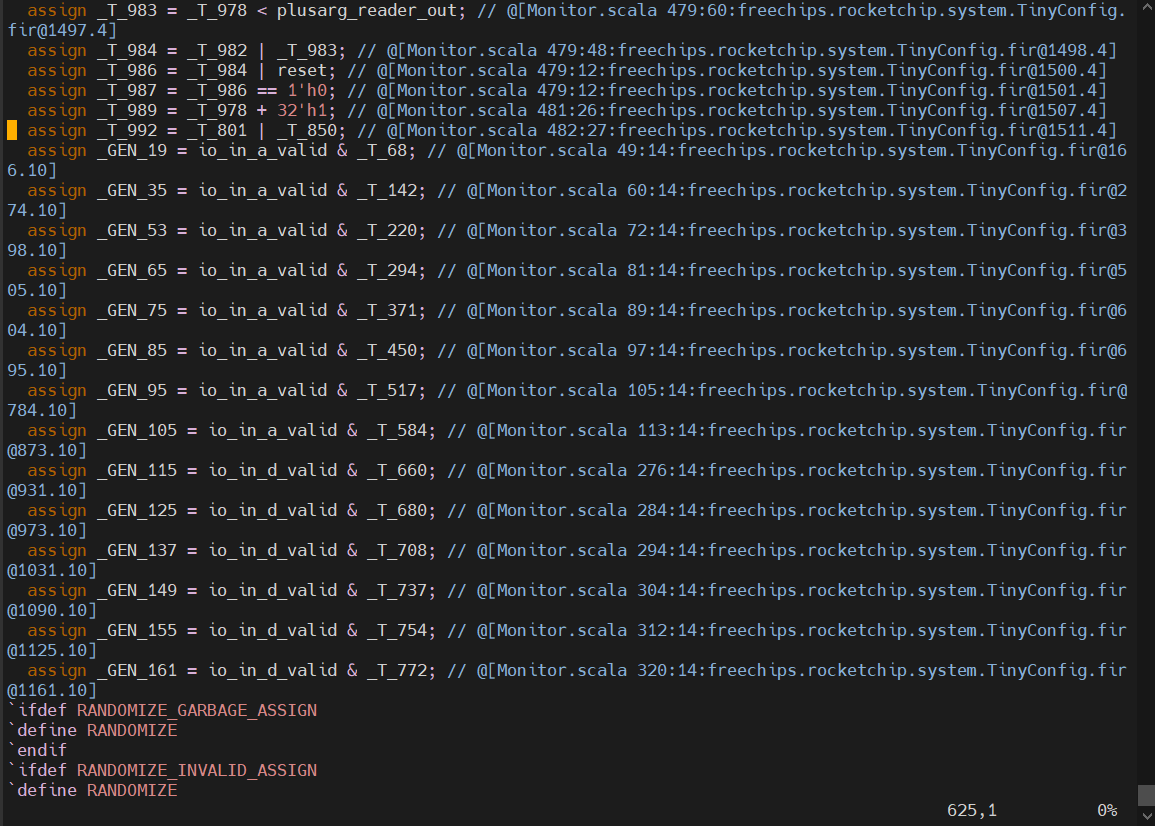 assign _T_983 = _T_978 < plusarg_reader_out; // @[Monitor.scala 479:60:freechips.rocketchip.system.TinyConfig.
fir@1497.4]
  assign _T_984 = _T_982 | _T_983; // @[Monitor.scala 479:48:freechips.rocketchip.system.TinyConfig.fir@1498.4]
  assign _T_986 = _T_984 | reset; // @[Monitor.scala 479:12:freechips.rocketchip.system.TinyConfig.fir@1500.4]
  assign _T_987 = _T_986 == 1'h0; // @[Monitor.scala 479:12:freechips.rocketchip.system.TinyConfig.fir@1501.4]
  assign _T_989 = _T_978 + 32'h1; // @[Monitor.scala 481:26:freechips.rocketchip.system.TinyConfig.fir@1507.4]
  assign _T_992 = _T_801 | _T_850; // @[Monitor.scala 482:27:freechips.rocketchip.system.TinyConfig.fir@1511.4]
  assign _GEN_19 = io_in_a_valid & _T_68; // @[Monitor.scala 49:14:freechips.rocketchip.system.TinyConfig.fir@16
6.10]
  assign _GEN_35 = io_in_a_valid & _T_142; // @[Monitor.scala 60:14:freechips.rocketchip.system.TinyConfig.fir@2
74.10]
  assign _GEN_53 = io_in_a_valid & _T_220; // @[Monitor.scala 72:14:freechips.rocketchip.system.TinyConfig.fir@3
98.10]
  assign _GEN_65 = io_in_a_valid & _T_294; // @[Monitor.scala 81:14:freechips.rocketchip.system.TinyConfig.fir@5
05.10]
  assign _GEN_75 = io_in_a_valid & _T_371; // @[Monitor.scala 89:14:freechips.rocketchip.system.TinyConfig.fir@6
04.10]
  assign _GEN_85 = io_in_a_valid & _T_450; // @[Monitor.scala 97:14:freechips.rocketchip.system.TinyConfig.fir@6
95.10]
  assign _GEN_95 = io_in_a_valid & _T_517; // @[Monitor.scala 105:14:freechips.rocketchip.system.TinyConfig.fir@
784.10]
  assign _GEN_105 = io_in_a_valid & _T_584; // @[Monitor.scala 113:14:freechips.rocketchip.system.TinyConfig.fir
@873.10]
  assign _GEN_115 = io_in_d_valid & _T_660; // @[Monitor.scala 276:14:freechips.rocketchip.system.TinyConfig.fir
@931.10]
  assign _GEN_125 = io_in_d_valid & _T_680; // @[Monitor.scala 284:14:freechips.rocketchip.system.TinyConfig.fir
@973.10]
  assign _GEN_137 = io_in_d_valid & _T_708; // @[Monitor.scala 294:14:freechips.rocketchip.system.TinyConfig.fir
@1031.10]
  assign _GEN_149 = io_in_d_valid & _T_737; // @[Monitor.scala 304:14:freechips.rocketchip.system.TinyConfig.fir
@1090.10]
  assign _GEN_155 = io_in_d_valid & _T_754; // @[Monitor.scala 312:14:freechips.rocketchip.system.TinyConfig.fir
@1125.10]
  assign _GEN_161 = io_in_d_valid & _T_772; // @[Monitor.scala 320:14:freechips.rocketchip.system.TinyConfig.fir
@1161.10]
`ifdef RANDOMIZE_GARBAGE_ASSIGN
`define RANDOMIZE
`endif
`ifdef RANDOMIZE_INVALID_ASSIGN
`define RANDOMIZE
625,1 0%